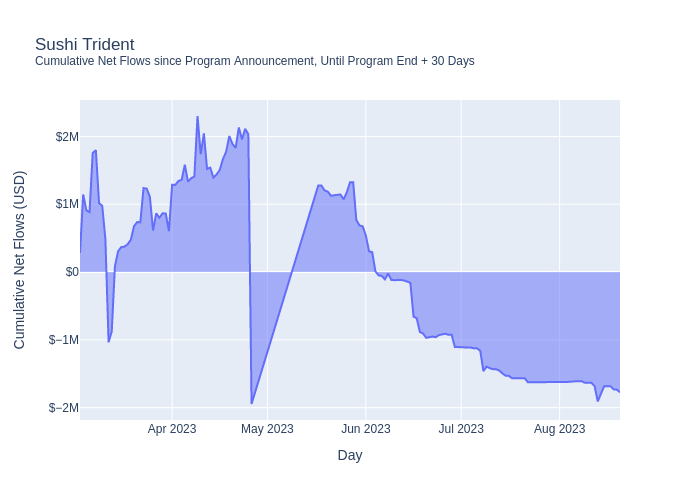 Sushi Trident
Cumulative Net Flows since Program Announcement, Until Program End + 30 Days
Cumulative Net Flows (USD)
$2M
$1M
$0
$−1M
$−2M
Apr 2023
May 2023
Jun 2023
Jul 2023
Aug 2023
Day